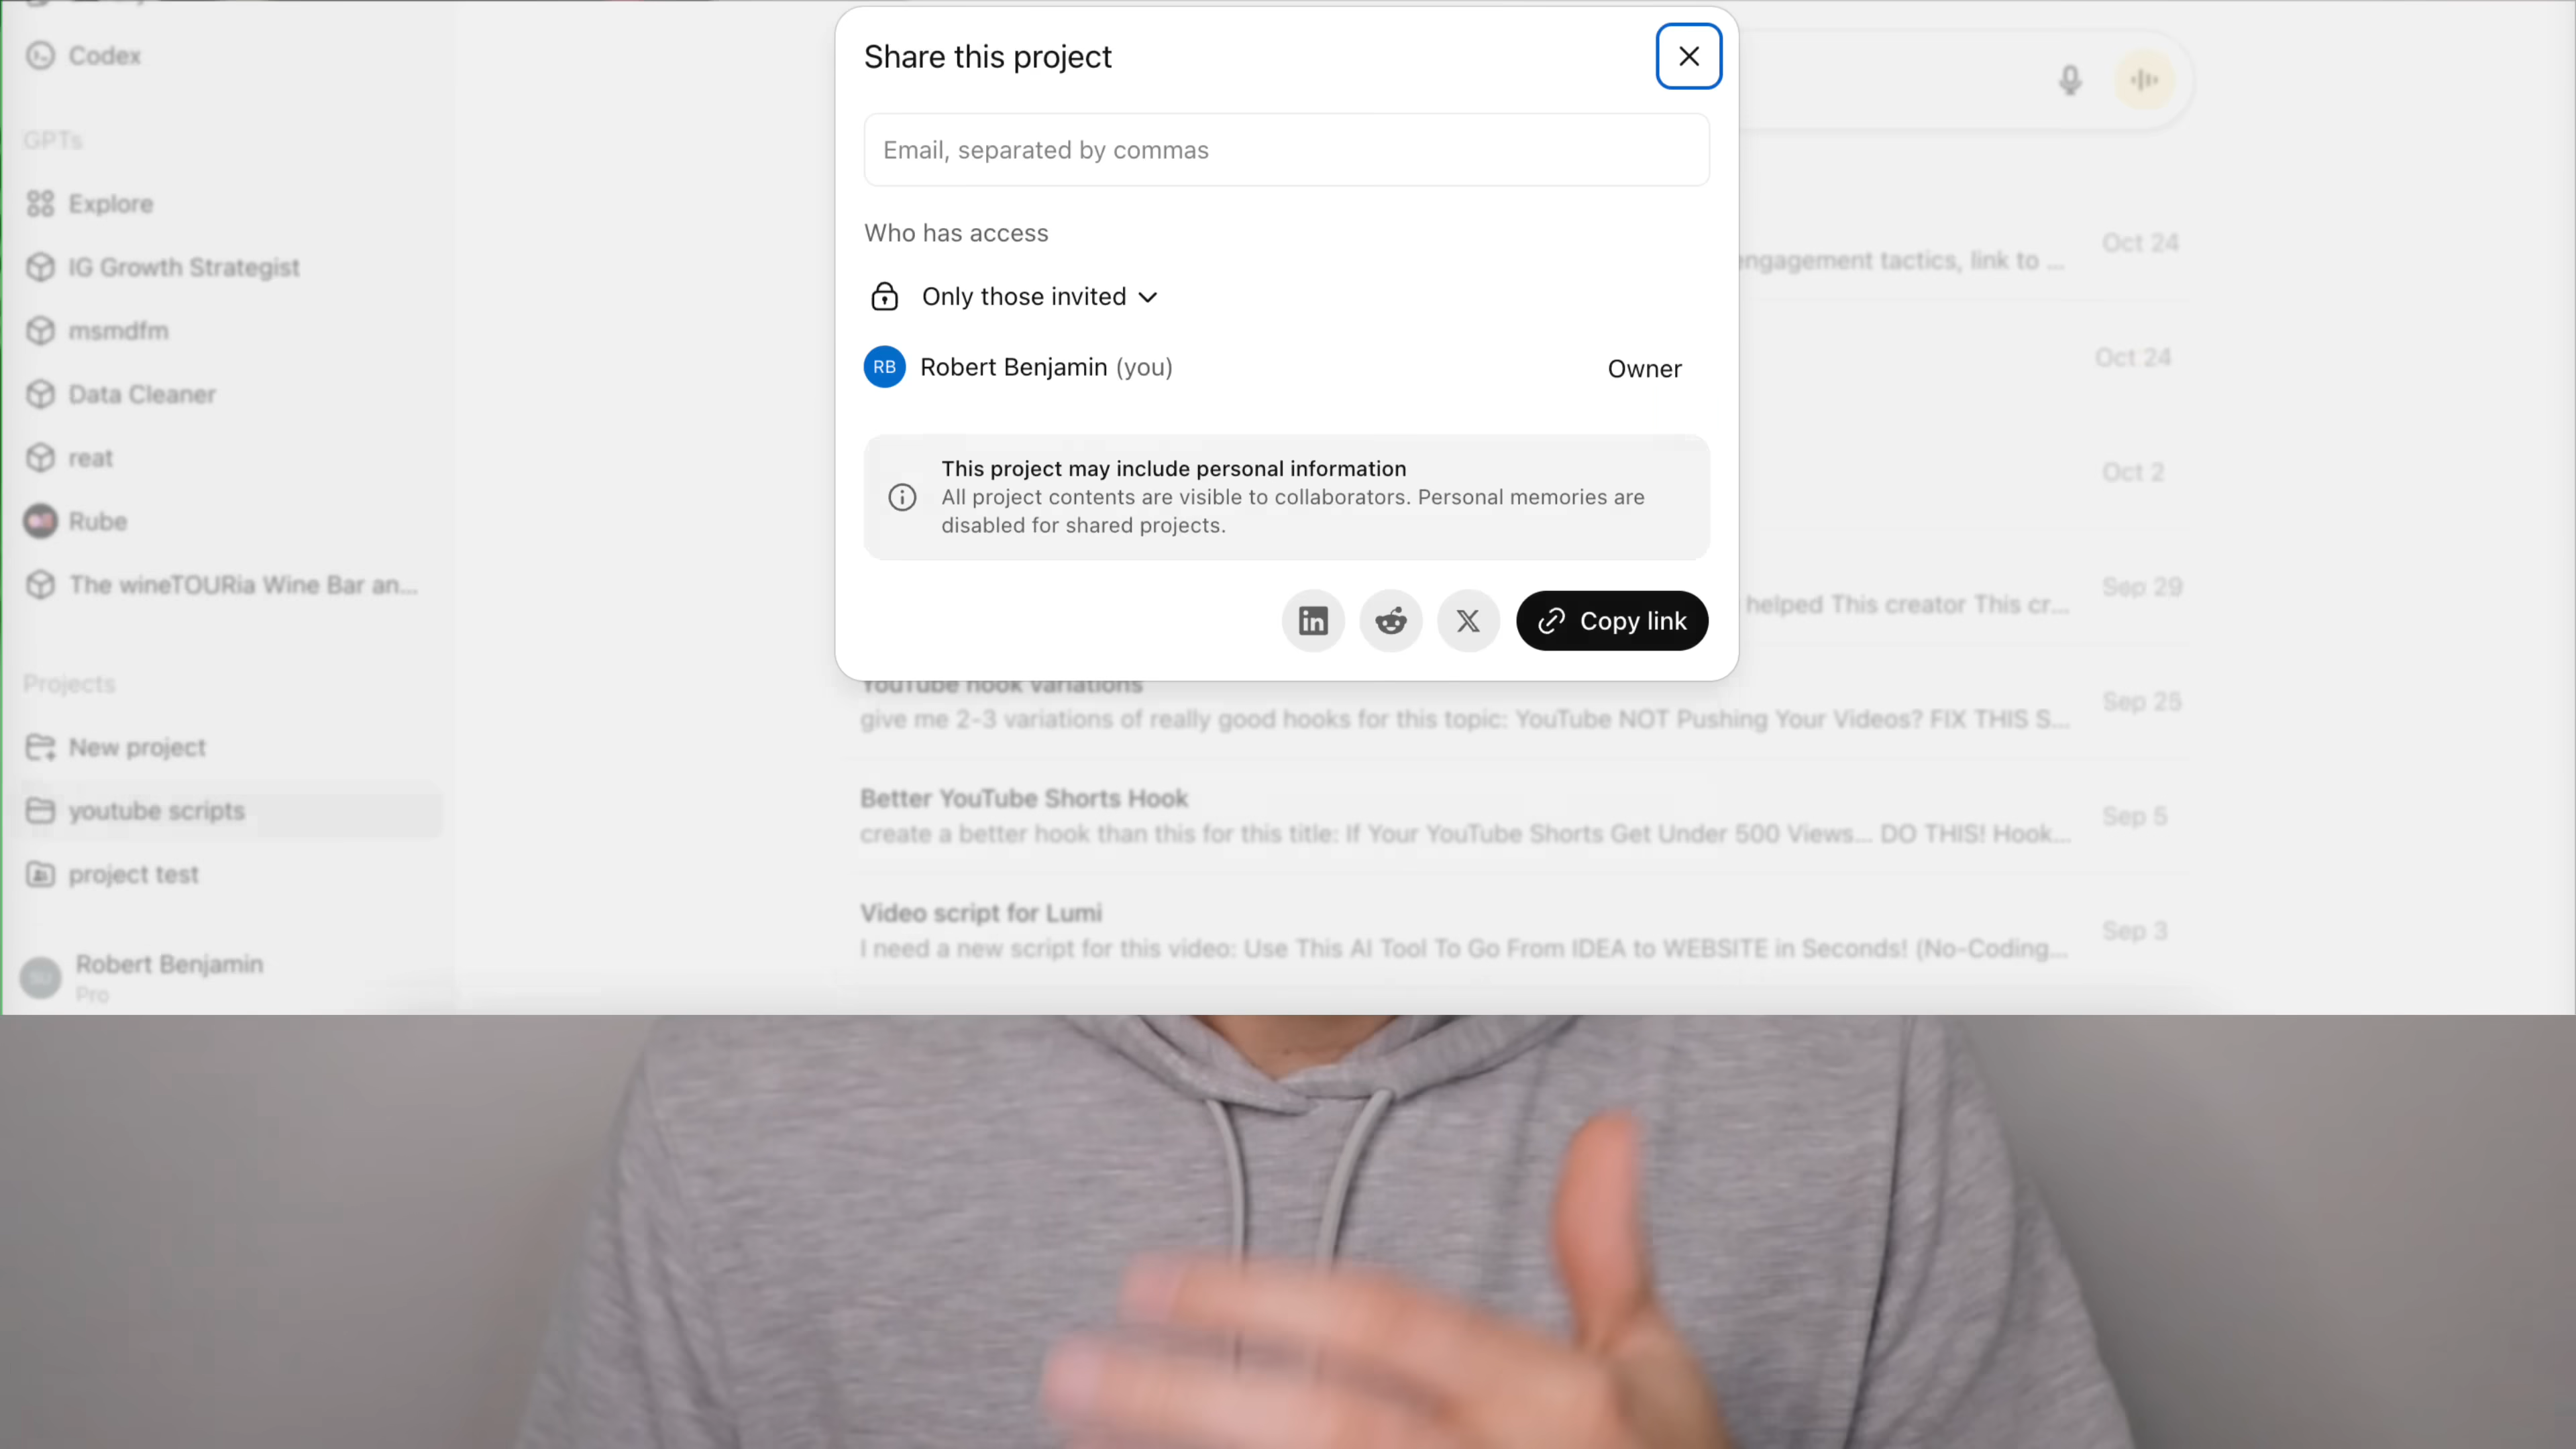 Codex
GPTs
Explore
IG Growth Strategist
msmdfm
Data Cleaner
reat
Rube
The wineTOURia Wine Bar an...
Projects
New project
youtube scripts
project test
Robert Benjamin
Pro
Share this project
Email, separated by commas
Who has access
Only those invited
RB Robert Benjamin (you) Owner
This project may include personal information
All project contents are visible to collaborators. Personal memories are
disabled for shared projects.
in X Copy link
Oct 24
engagement tactics, link to ...
Oct 24
Oct 2
Sep 29
helped This creator This cr...
YouTube hook variations
Sep 25
give me 2-3 variations of really good hooks for this topic: YouTube NOT Pushing Your Videos? FIX THIS S...
Better YouTube Shorts Hook
Sep 5
create a better hook than this for this title: If Your YouTube Shorts Get Under 500 Views... DO THIS! Hook...
Video script for Lumi
Sep 3
I need a new script for this video: Use This AI Tool To Go From IDEA to WEBSITE in Seconds! (No-Coding...